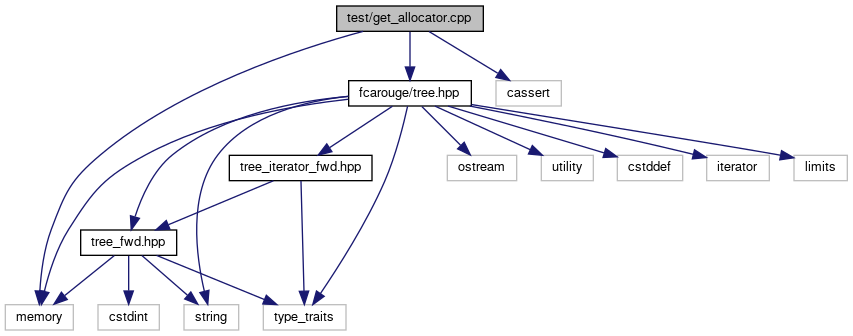 test/get_allocator.cpp
fcarouge/tree.hpp
cassert
tree_iterator_fwd.hpp
ostream
utility
cstddef
iterator
limits
tree_fwd.hpp
memory
cstdint
string
type_traits